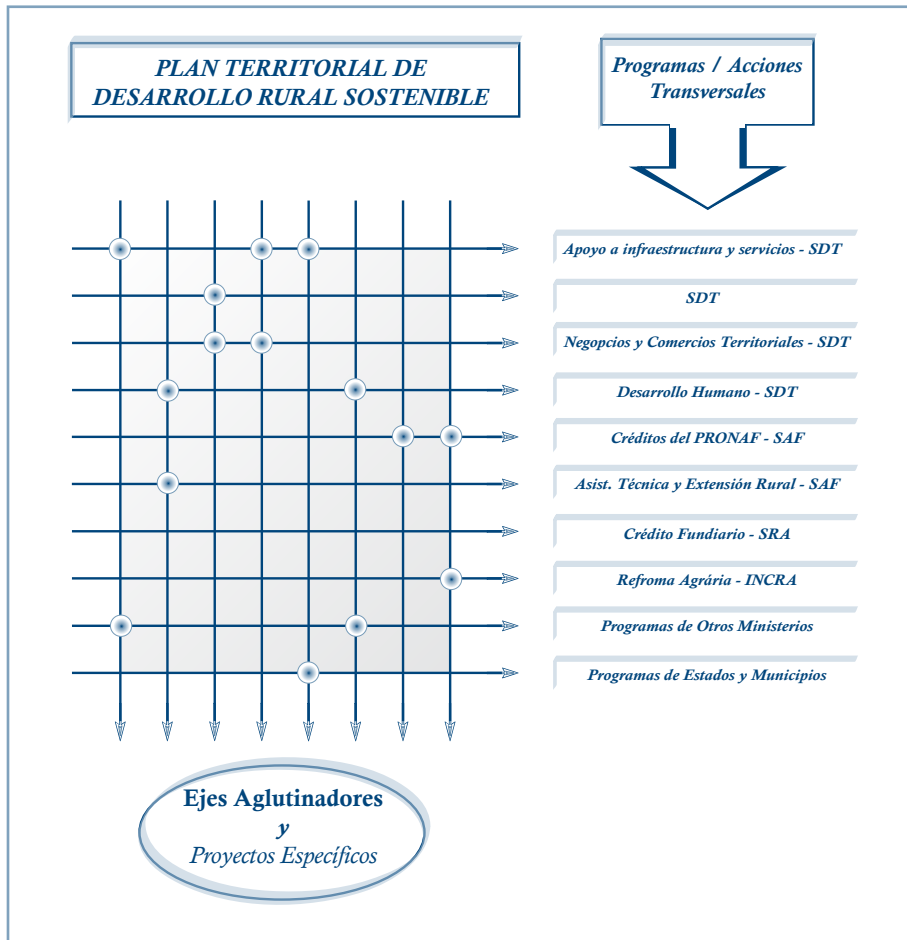 PLAN TERRITORIAL DE
DESARROLLO RURAL SOSTENIBLE
Programas / Acciones
Transversales
Apoyo a infraestructura y servicios - SDT
SDT
Negopcios y Comercios Territoriales - SDT
Desarrollo Humano - SDT
Créditos del PRONAF - SAF
Asist. Técnica y Extensión Rural - SAF
Crédito Fundiario - SRA
Refroma Agrária - INCRA
Programas de Otros Ministerios
Programas de Estados y Municipios
Ejes Aglutinadores
y
Proyectos Específicos